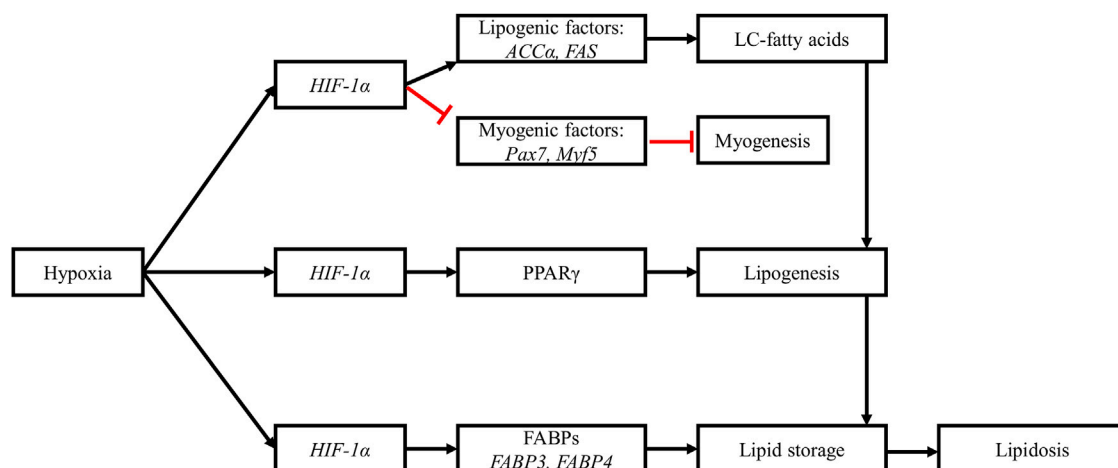 Lipogenic factors:
ACCα, FAS
LC-fatty acids
HIF-1α
Myogenic factors:
Pax7, Myf5
Myogenesis
Hypoxia
HIF-1α
PPARγ
Lipogenesis
HIF-1α
FABPs
FABP3, FABP4
Lipid storage
Lipidosis